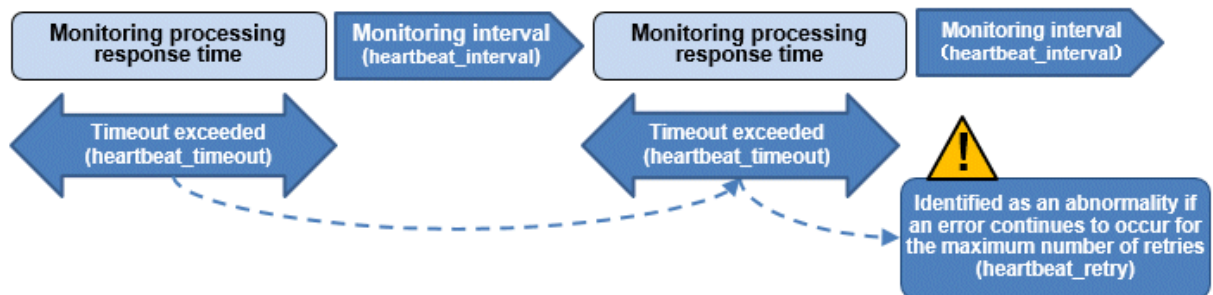 Monitoring processing
response time
Monitoring interval
(heartbeat_interval)
Monitoring processing
response time
Monitoring interval
(heartbeat_interval)
Timeout exceeded
(heartbeat_timeout)
Timeout exceeded
(heartbeat_timeout)
!
Identified as an abnormality if
an error continues to occur for
the maximum number of retries
(heartbeat_retry)